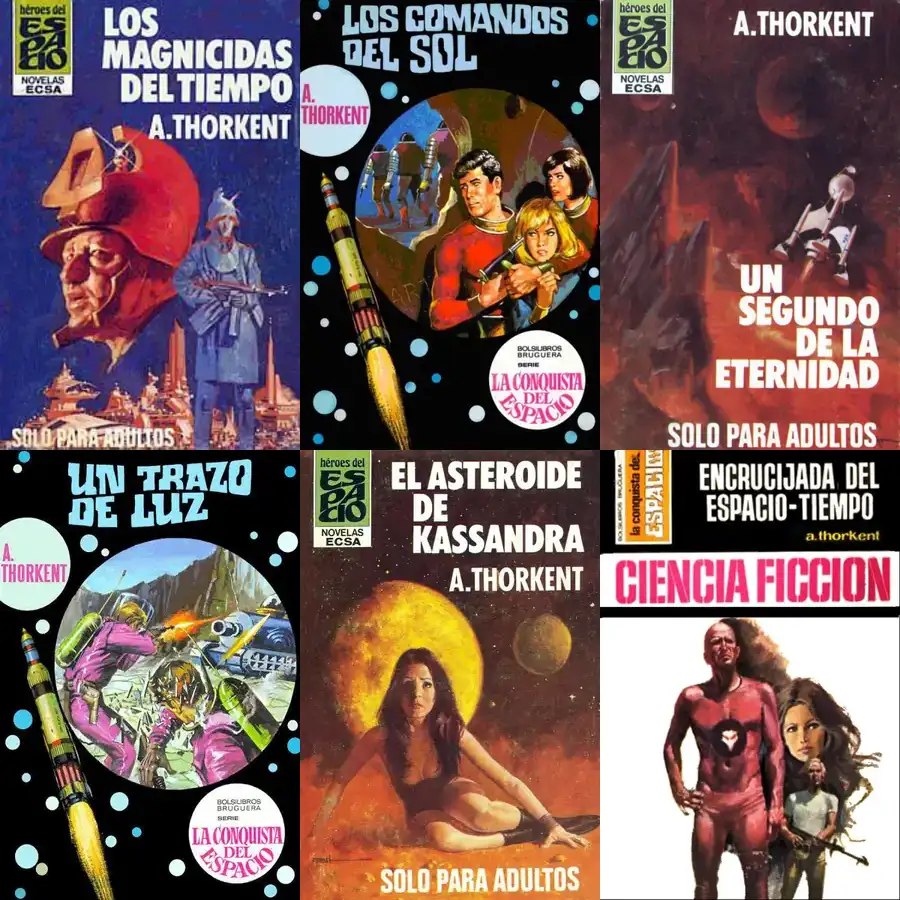 héroes del
ESPACIO
NOVELAS
ECSA
LOS
MAGNICIDAS
DEL TIEMPO
A.THORKENT
SOLO PARA ADULTOS
LOS COMANDOS
DEL SOL
A.
THORKENT
BOLSILIBROS
BRUGUERA
SERIE
LA CONQUISTA
DEL
ESPACIO
héroes del
ESPACIO
NOVELAS
ECSA
A.THORKENT
UN
SEGUNDO
DE LA
ETERNIDAD
SOLO PARA ADULTOS
UN TRAZO
DE LUZ
A.
THORKENT
BOLSILIBROS
BRUGUERA
SERIE
LA CONQUISTA
DEL
ESPACIO
héroes del
ESPACIO
NOVELAS
ECSA
EL ASTEROIDE
DE
KASSANDRA
A.THORKENT
SOLO PARA ADULTOS
BOLSILIBROS BRUGUERA
la conquista del
ESPACIO
ENCRUCIJADA DEL
ESPACIO-TIEMPO
a.thorkent
CIENCIA FICCION